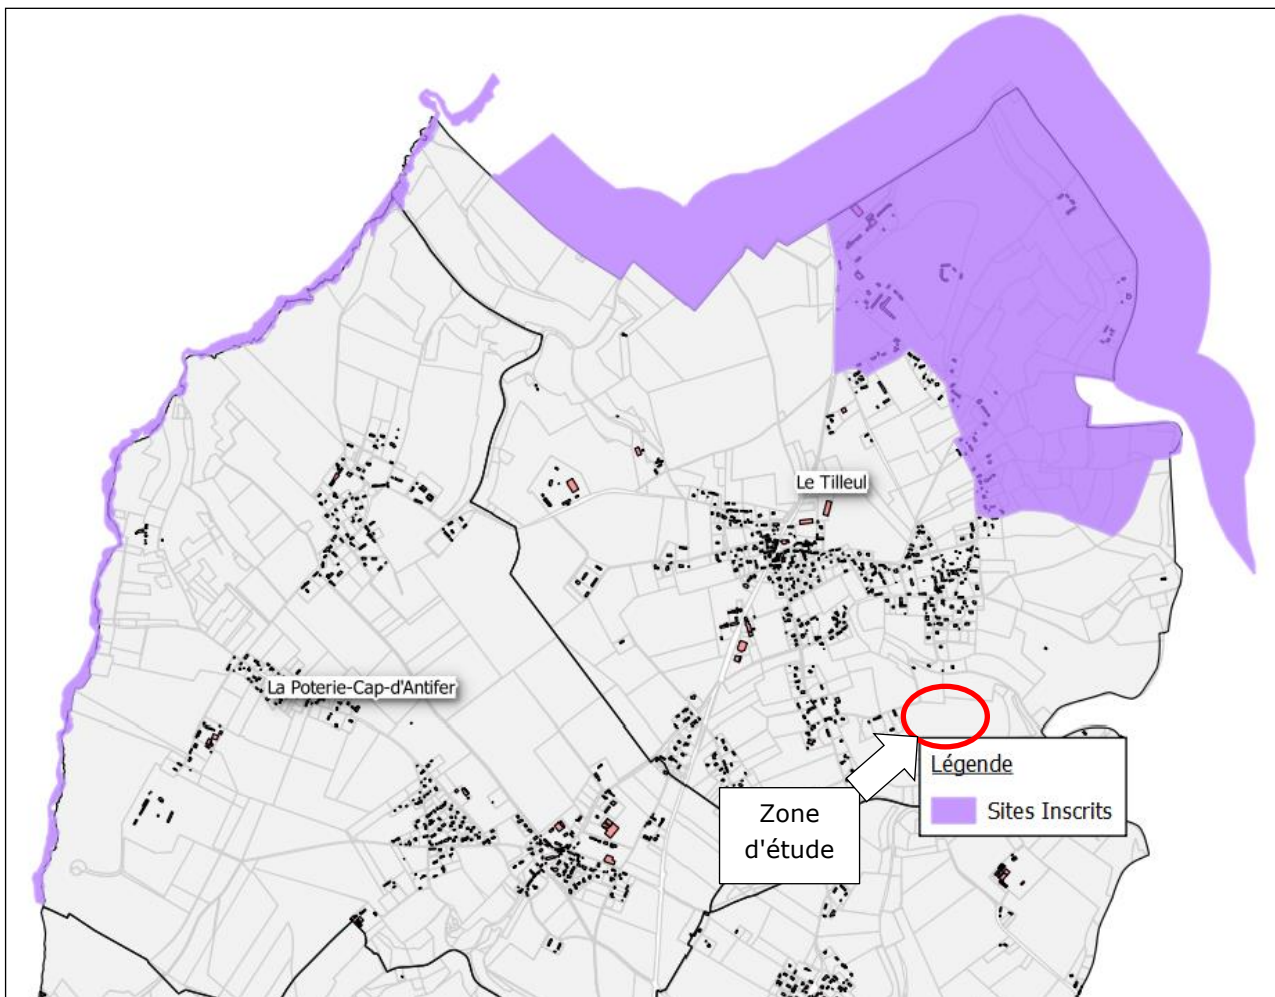 Le Tilleul
La Poterie-Cap-d'Antifer
Légende
Sites Inscrits
Zone
d'étude